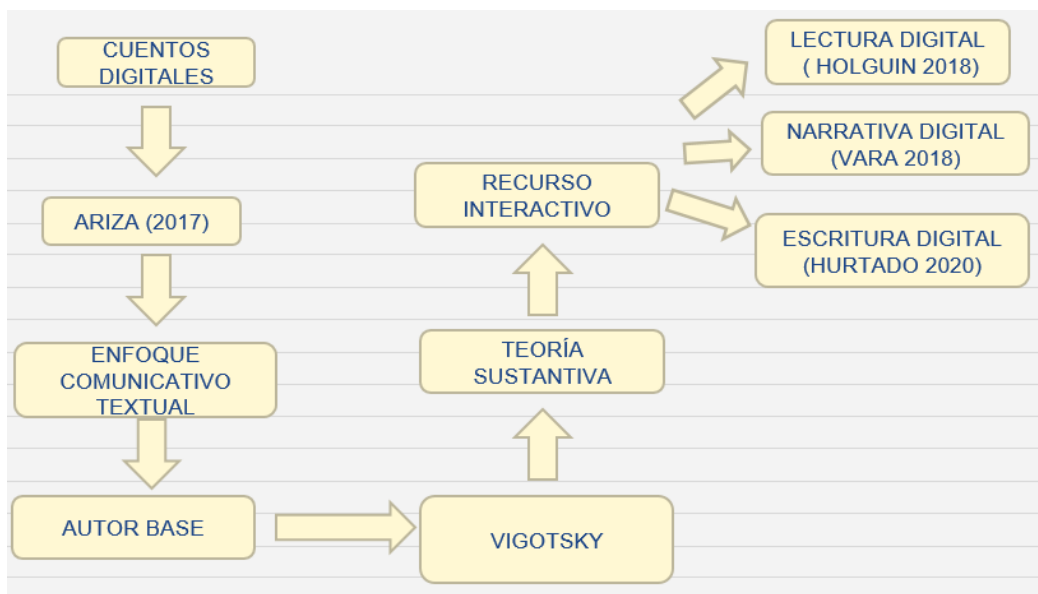 CUENTOS
DIGITALES
ARIZA (2017)
ENFOQUE
COMUNICATIVO
TEXTUAL
AUTOR BASE
VIGOTSKY
TEORÍA
SUSTANTIVA
RECURSO
INTERACTIVO
LECTURA DIGITAL
( HOLGUIN 2018)
NARRATIVA DIGITAL
(VARA 2018)
ESCRITURA DIGITAL
(HURTADO 2020)